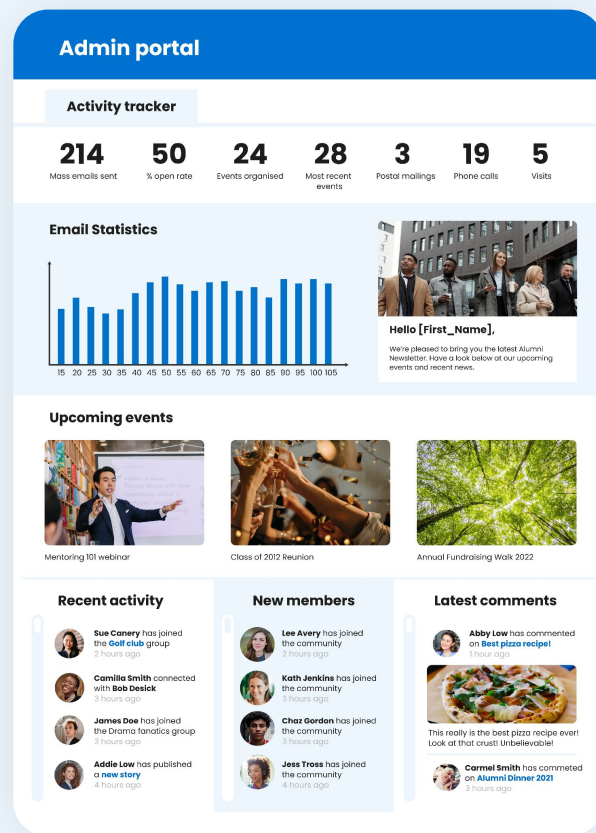 Admin portal
Activity tracker
214
Mass emails sent
50
% open rate
24
Events organised
28
Most recent
events
3
Postal mailings
19
Phone calls
5
Visits
Email Statistics
15 20 25 30 35 40 45 50 55 60 65 70 75 80 85 90 95 100 105
Hello [First_Name],
We're pleased to bring you the latest Alumni
Newsletter. Have a look below at our upcoming
events and recent news.
Upcoming events
Mentoring 101 webinar
Class of 2012 Reunion
Annual Fundraising Walk 2022
Recent activity
Sue Canery has joined
the Golf club group
2 hours ago
Camilla Smith connected
with Bob Desick
3 hours ago
James Doe has joined
the Drama fanatics group
3 hours ago
Addie Low has published
a new story
4 hours ago
New members
Lee Avery has joined
the community
2 hours ago
Kath Jenkins has joined
the community
3 hours ago
Chaz Gordon has joined
the community
3 hours ago
Jess Tross has joined
the community
4 hours ago
Latest comments
Abby Low has commented
on Best pizza recipe!
1 hour ago
This really is the best pizza recipe ever!
Look at that crust! Unbelievable!
Carmel Smith has commeted
on Alumni Dinner 2021
3 hours ago